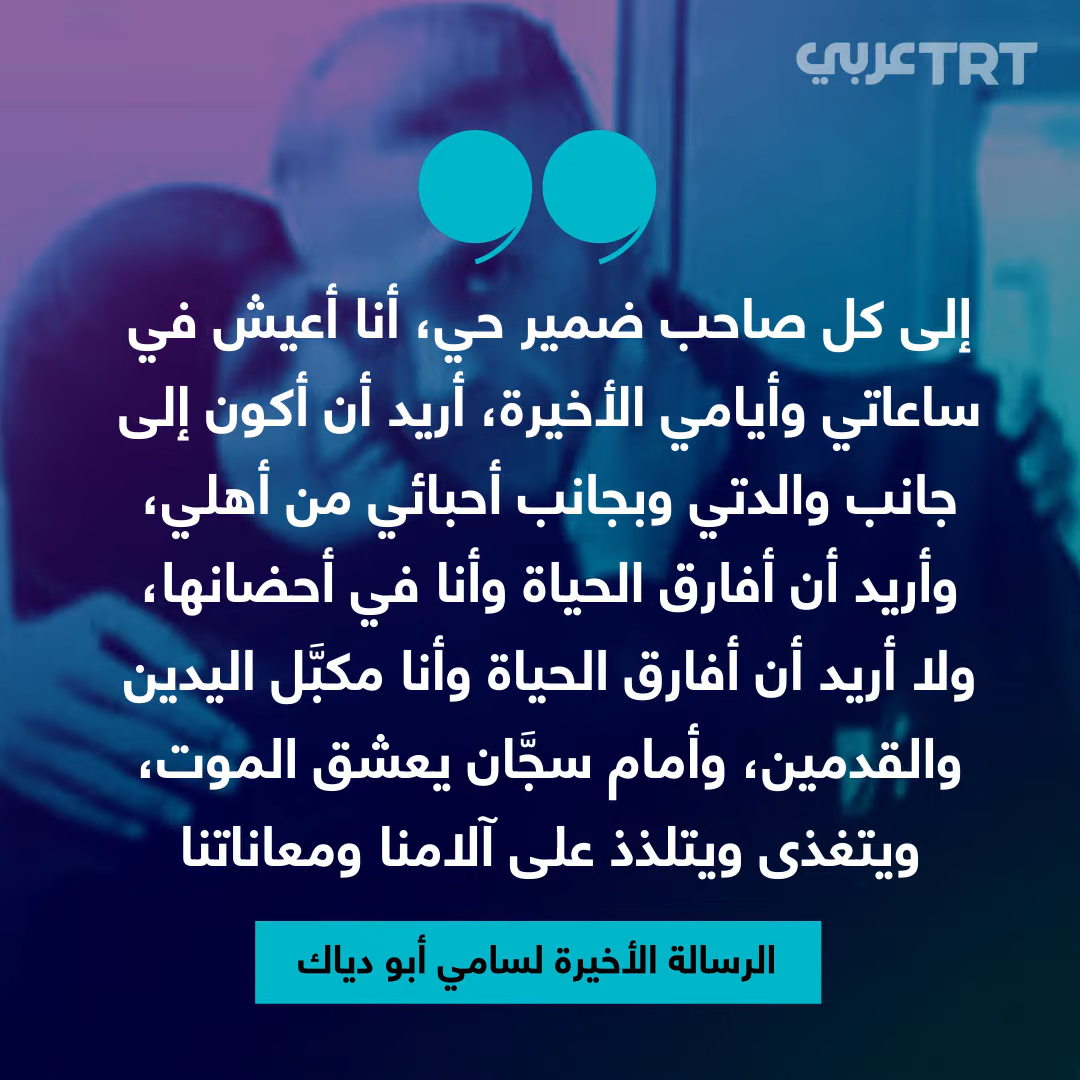 TRT عربي
إلى كل صاحب ضمير حي، أنا أعيش في
ساعاتي وأيامي الأخيرة، أريد أن أكون إلى
جانب والدتي وبجانب أحبائي من أهلي،
وأريد أن أفارق الحياة وأنا في أحضانها،
ولا أريد أن أفارق الحياة وأنا مكبَّل اليدين
والقدمين، وأمام سجَّان يعشق الموت،
ويتغذى ويتلذذ على آلامنا ومعاناتنا
الرسالة الأخيرة لسامي أبو دياك